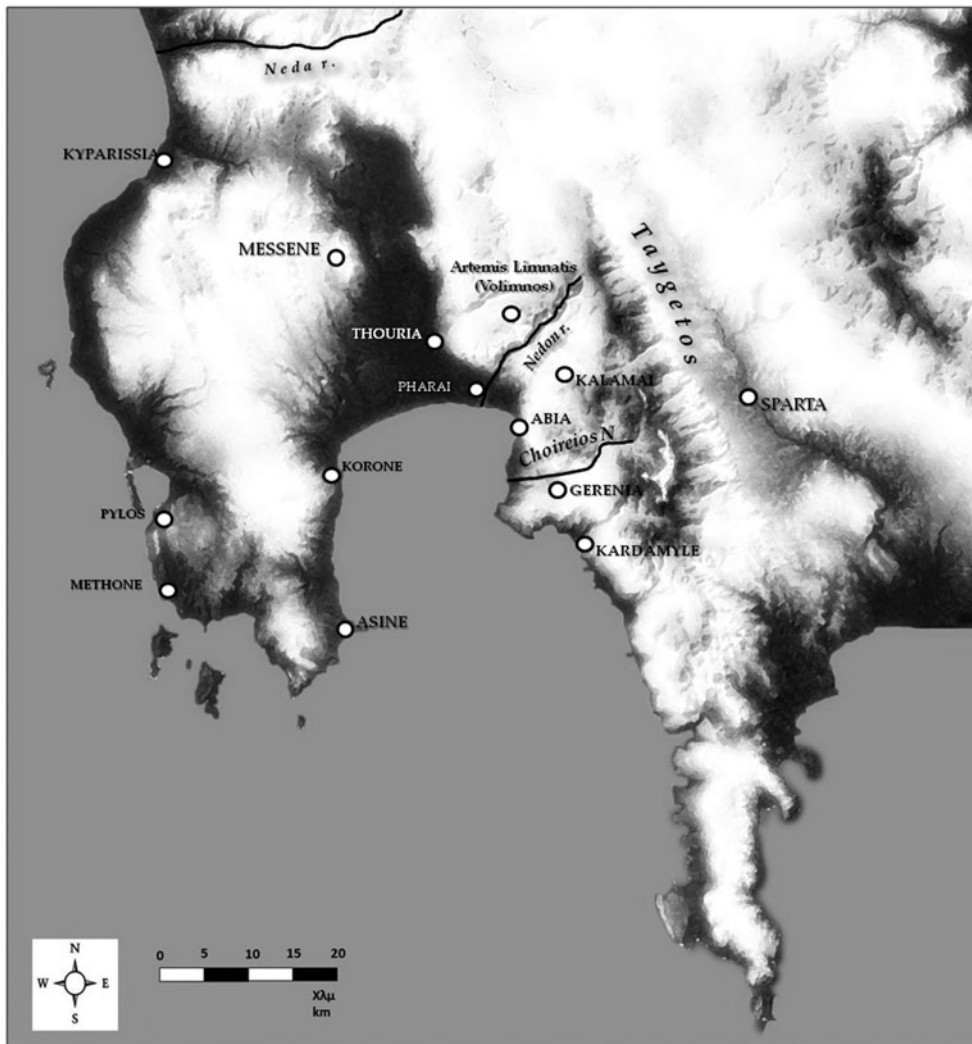 Neda r.
KYPARISSIA
MESSENE
Taygetos
Artemis Limnatis
(Volimnos)
THOURIA
Nedon r.
PHARAI
KALAMAI
SPARTA
ABIA
Choireios N
KORONE
GERENIA
PYLOS
KARDAMYLE
METHONE
ASINE
N
W E
S
0 5 10 15 20
Χλμ
km